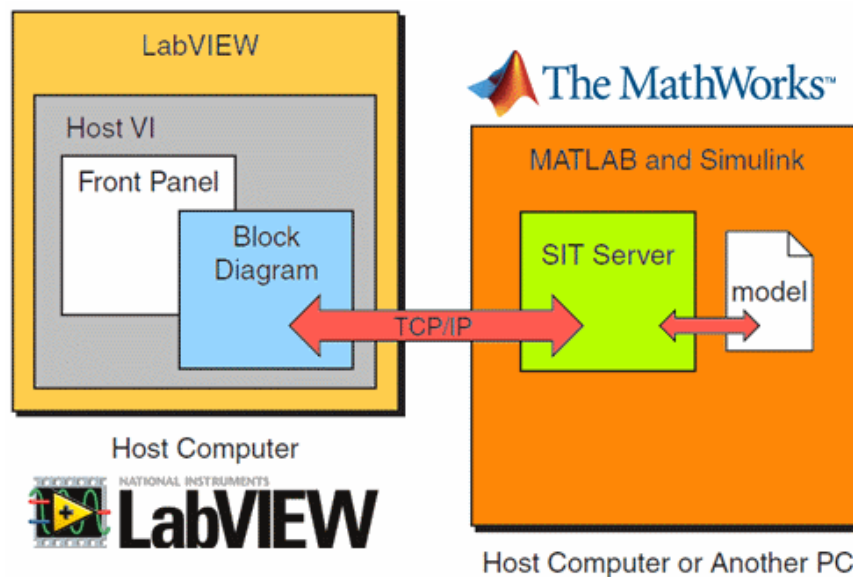 LabVIEW
Host VI
Front Panel
Block
Diagram
TCP/IP
Host Computer
NATIONAL INSTRUMENTS
LabVIEW
The MathWorks™
MATLAB and Simulink
SIT Server
model
Host Computer or Another PC